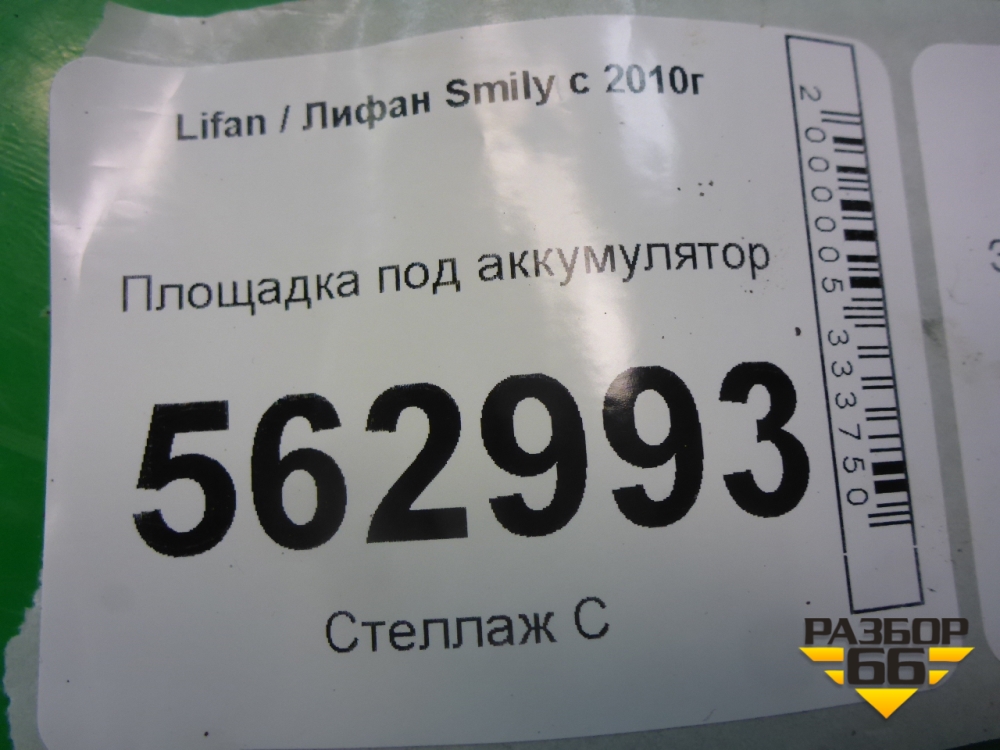 Lifan / Лифан Smily с 2010г
Площадка под аккумулятор
562993
Стеллаж С
2000005333750
РАЗБОР
66